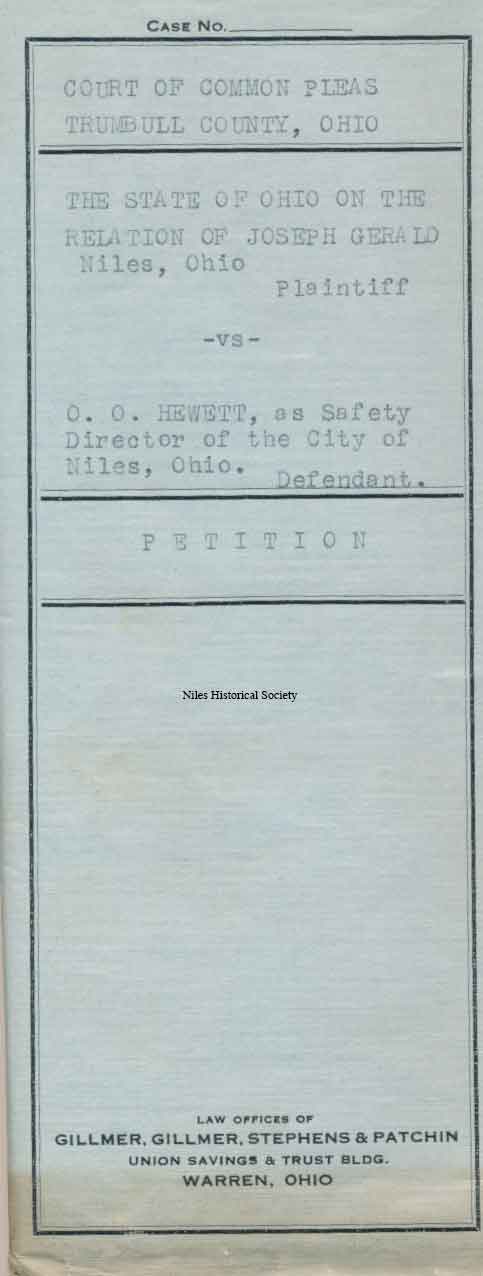 CASE NO.
COURT OF COMMON PLEAS
TRUMBULL COUNTY, OHIO
THE STATE OF OHIO ON THE
RELATION OF JOSEPH GERALD
Niles, Ohio
Plaintiff
-vs-
O. O. HEWETT, as Safety
Director of the City of
Niles, Ohio.
Defendant.
P E T I T I O N
Niles Historical Society
LAW OFFICES OF
GILLMER, GILLMER, STEPHENS & PATCHIN
UNION SAVINGS & TRUST BLDG.
WARREN, OHIO